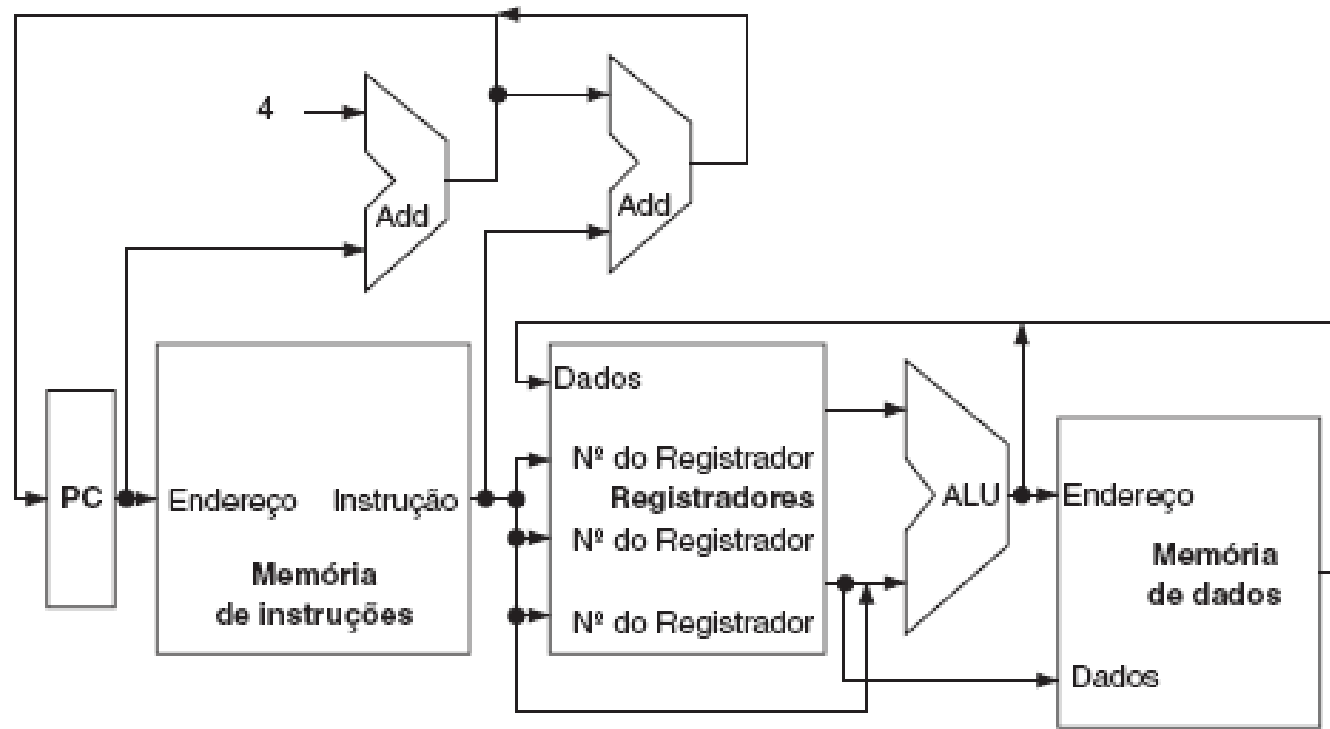 4
Add
Add
Dados
Nº do Registrador
PC
Endereço
Instrução
Registradores
ALU
Endereço
Nº do Registrador
Memória
de instruções
Memória
de dados
Nº do Registrador
Dados